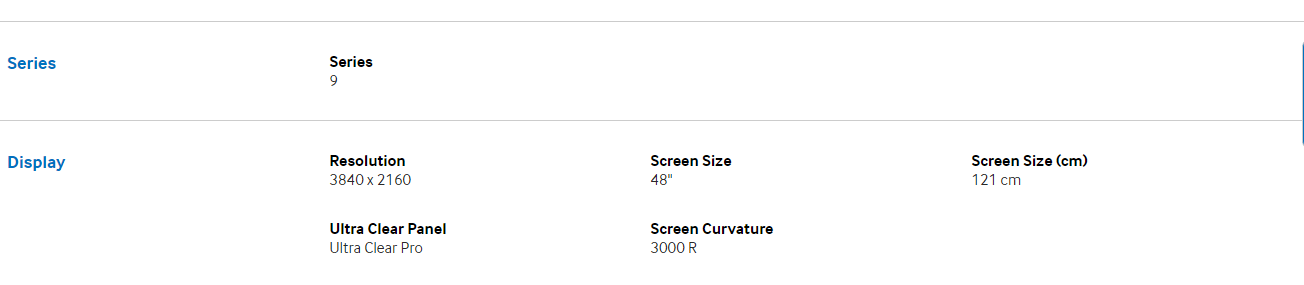 Series
Series
9
Display
Resolution
3840 x 2160
Screen Size
48"
Screen Size (cm)
121 cm
Ultra Clear Panel
Ultra Clear Pro
Screen Curvature
3000 R